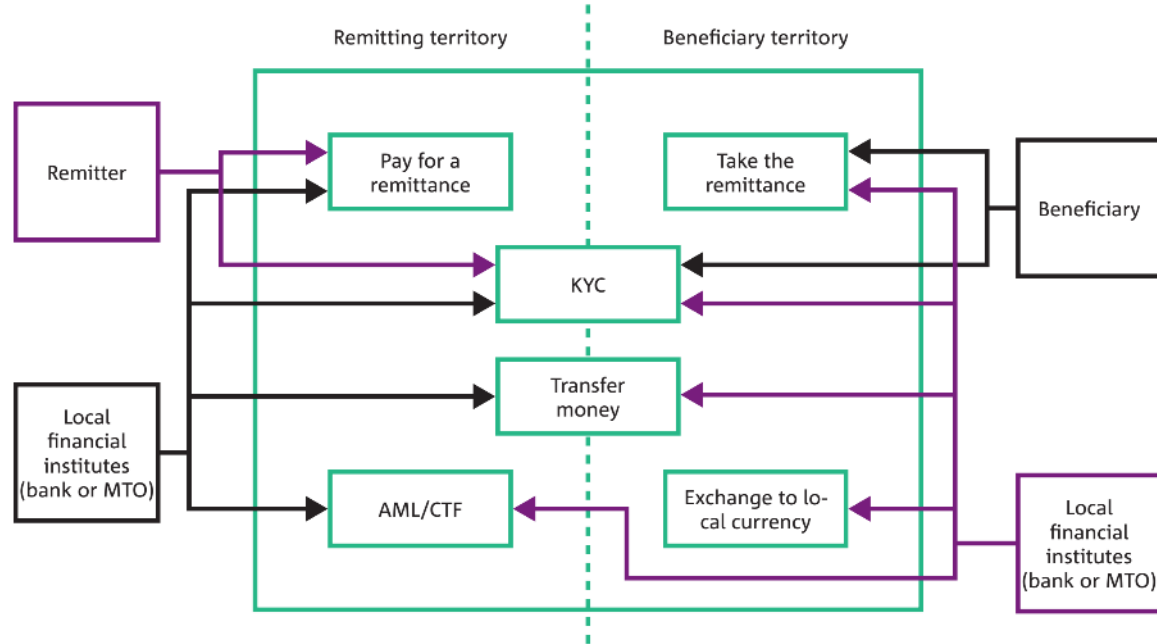 Remitting territory
Beneficiary territory
Remitter
Pay for a
remittance
Take the
remittance
Beneficiary
KYC
Transfer
money
Local
financial
institutes
(bank or MTO)
AML/CTF
Exchange to lo-
cal currency
Local
financial
institutes
(bank or MTO)